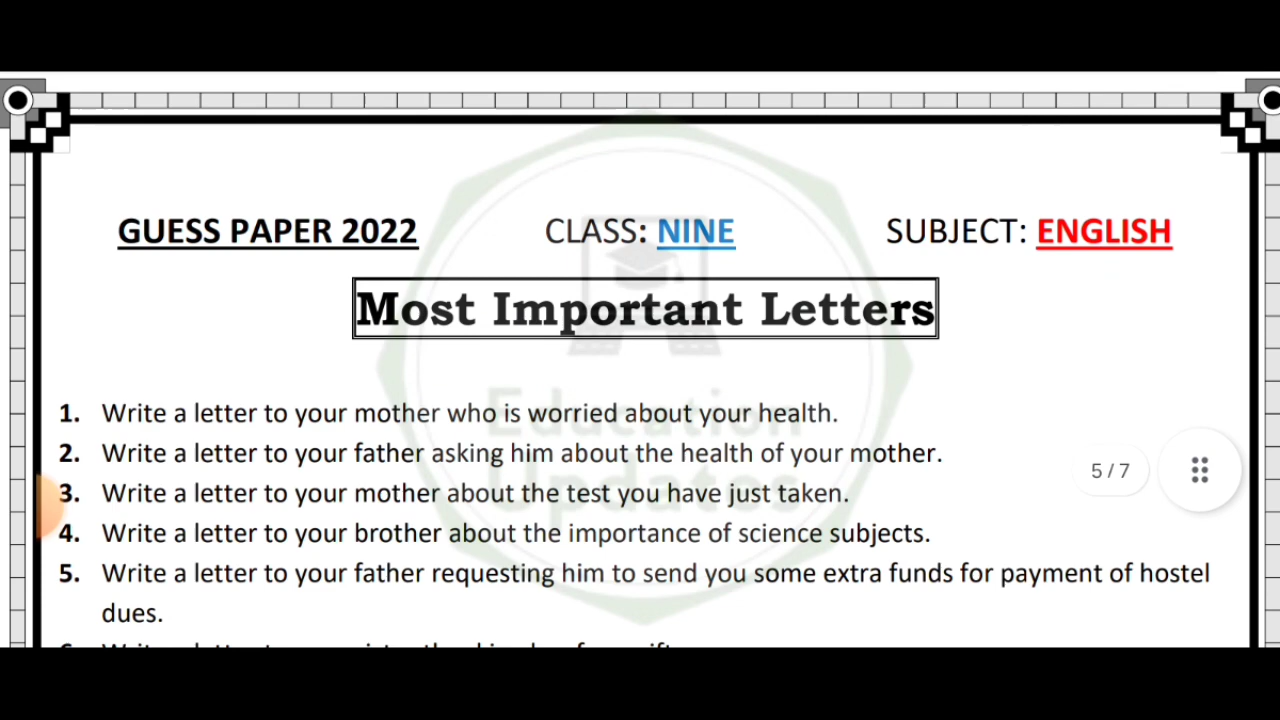 GUESS PAPER 2022 CLASS: NINE SUBJECT: ENGLISH
Most Important Letters
Education
Updates
1. Write a letter to your mother who is worried about your health.
2. Write a letter to your father asking him about the health of your mother.
3. Write a letter to your mother about the test you have just taken.
4. Write a letter to your brother about the importance of science subjects.
5. Write a letter to your father requesting him to send you some extra funds for payment of hostel
dues.
5 / 7